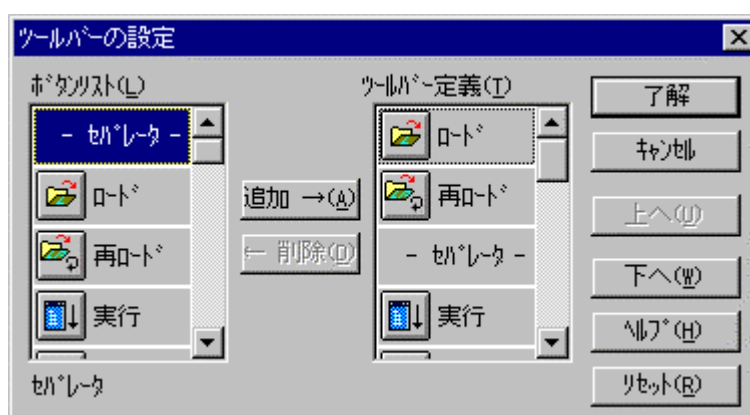 ﾂｰﾙﾊﾞｰの設定
ﾎﾞﾀﾝﾘｽﾄ(L)
ﾂｰﾙﾊﾞｰ定義(T)
- ｾﾊﾟﾚｰﾀ -
ﾛｰﾄﾞ
再ﾛｰﾄﾞ
実行
追加 →(A)
← 削除(D)
ﾛｰﾄﾞ
再ﾛｰﾄﾞ
- ｾﾊﾟﾚｰﾀ -
実行
了解
ｷｬﾝｾﾙ
上へ(U)
下へ(W)
ﾍﾙﾌﾟ(H)
ﾘｾｯﾄ(R)
ｾﾊﾟﾚｰﾀ